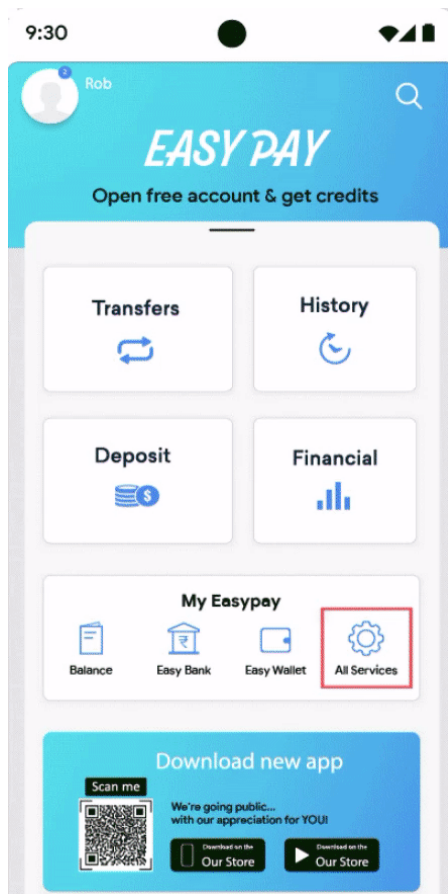 9:30
2
Rob
EASY PAY
Open free account & get credits
Transfers
History
Deposit
$
Financial
My Easypay
₹
Balance
Easy Bank
Easy Wallet
All Services
Download new app
Scan me
We're going public...
with our appreciation for YOU!
Download on the
Our Store
Download on the
Our Store